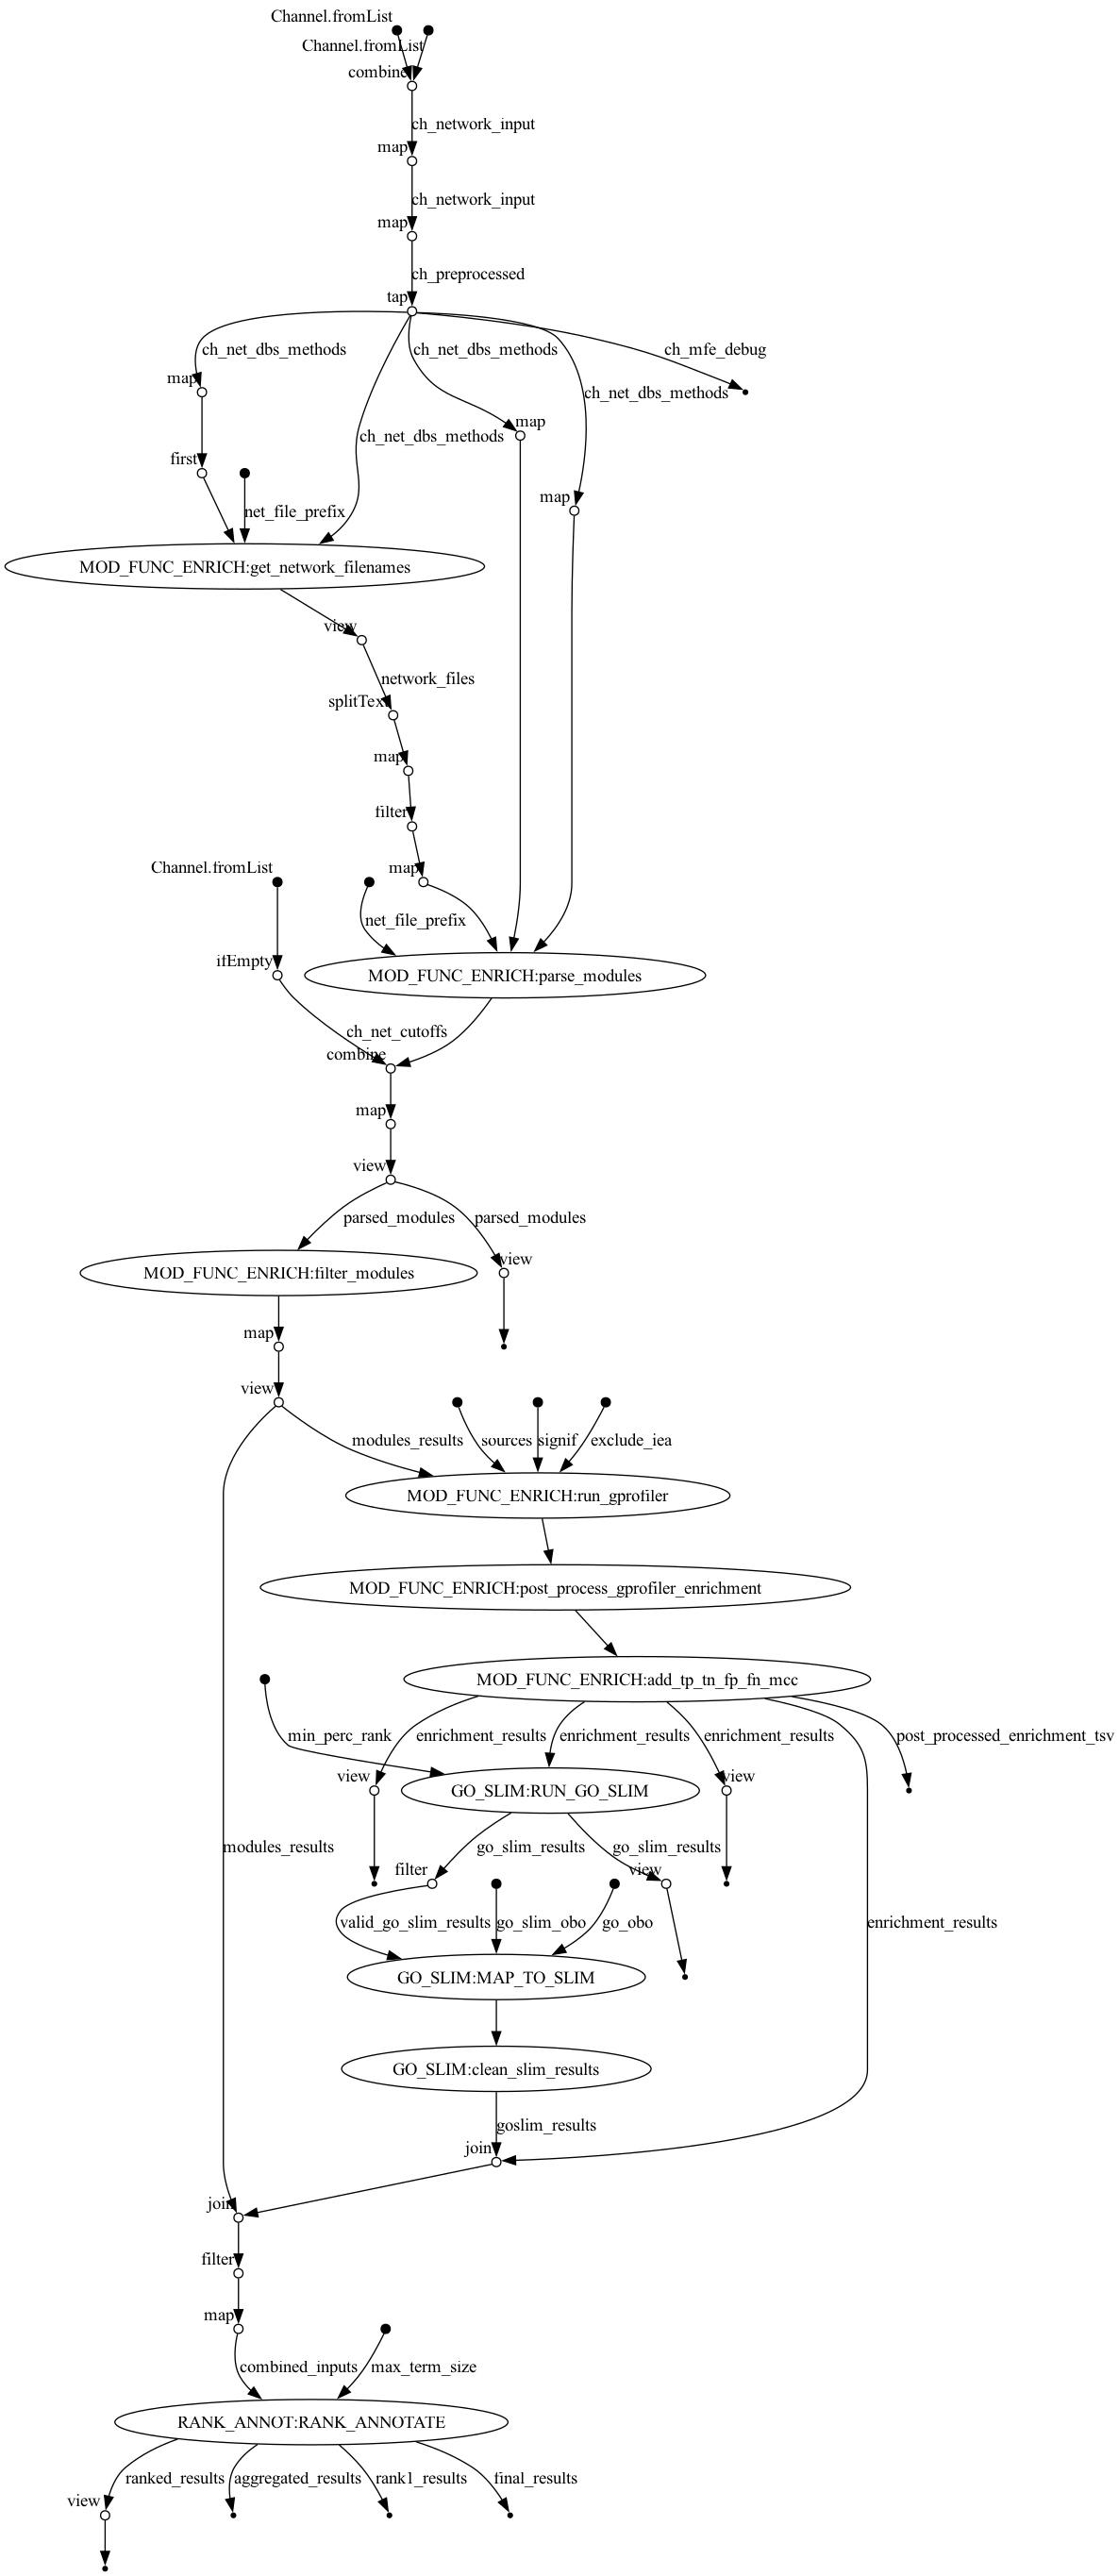 Channel.fromList
Channel.fromList
combine
ch_network_input
map
ch_network_input
map
ch_preprocessed
tap
ch_net_dbs_methods
ch_net_dbs_methods
ch_mfe_debug
map
ch_net_dbs_methods
map
ch_net_dbs_methods
first
map
net_file_prefix
MOD_FUNC_ENRICH:get_network_filenames
view
network_files
splitText
map
filter
Channel.fromList
map
net_file_prefix
ifEmpty
MOD_FUNC_ENRICH:parse_modules
ch_net_cutoffs
combine
map
view
parsed_modules
parsed_modules
view
MOD_FUNC_ENRICH:filter_modules
map
view
modules_results
sources
signif
exclude_iea
MOD_FUNC_ENRICH:run_gprofiler
MOD_FUNC_ENRICH:post_process_gprofiler_enrichment
MOD_FUNC_ENRICH:add_tp_tn_fp_fn_mcc
min_perc_rank
enrichment_results
enrichment_results
enrichment_results
post_processed_enrichment_tsv
view
view
GO_SLIM:RUN_GO_SLIM
modules_results
go_slim_results
go_slim_results
filter
view
valid_go_slim_results
go_slim_obo
go_obo
enrichment_results
GO_SLIM:MAP_TO_SLIM
GO_SLIM:clean_slim_results
goslim_results
join
join
filter
map
combined_inputs
max_term_size
RANK_ANNOT:RANK_ANNOTATE
ranked_results
aggregated_results
rank1_results
final_results
view